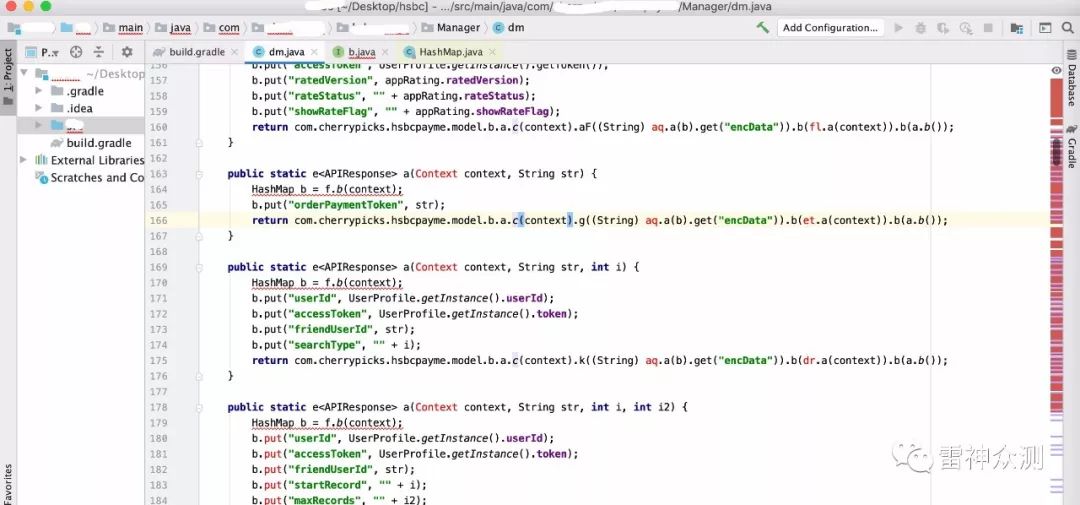 [~/Desktop/hsbc] - .../src/main/java/com/ /Manager/dm.java
main java com Manager dm Add Configuration...
1: Project P.. build.gradle dm.java b.java HashMap.java
~/Desktop
.gradle
.idea
build.gradle
External Libraries
Scratches and Co
Database
Gradle
Favorites
156 b.put("accessToken", UserProfile.getInstance().getToken());
157 b.put("ratedVersion", appRating.ratedVersion);
158 b.put("rateStatus", "" + appRating.rateStatus);
159 b.put("showRateFlag", "" + appRating.showRateFlag);
160 return com.cherrypicks.hsbcpayme.model.b.a.c(context).aF((String) aq.a(b).get("encData")).b(fl.a(context)).b(a.b());
161 }
162
163 public static e<APIResponse> a(Context context, String str) {
164 HashMap b = f.b(context);
165 b.put("orderPaymentToken", str);
166 return com.cherrypicks.hsbcpayme.model.b.a.c(context).g((String) aq.a(b).get("encData")).b(et.a(context)).b(a.b());
167 }
168
169 public static e<APIResponse> a(Context context, String str, int i) {
170 HashMap b = f.b(context);
171 b.put("userId", UserProfile.getInstance().userId);
172 b.put("accessToken", UserProfile.getInstance().token);
173 b.put("friendUserId", str);
174 b.put("searchType", "" + i);
175 return com.cherrypicks.hsbcpayme.model.b.a.c(context).k((String) aq.a(b).get("encData")).b(dr.a(context)).b(a.b());
176 }
177
178 public static e<APIResponse> a(Context context, String str, int i, int i2) {
179 HashMap b = f.b(context);
180 b.put("userId", UserProfile.getInstance().userId);
181 b.put("accessToken", UserProfile.getInstance().token);
182 b.put("friendUserId", str);
183 b.put("startRecord", "" + i);
184 b.put("maxRecords", "" + i2);
雷神众测